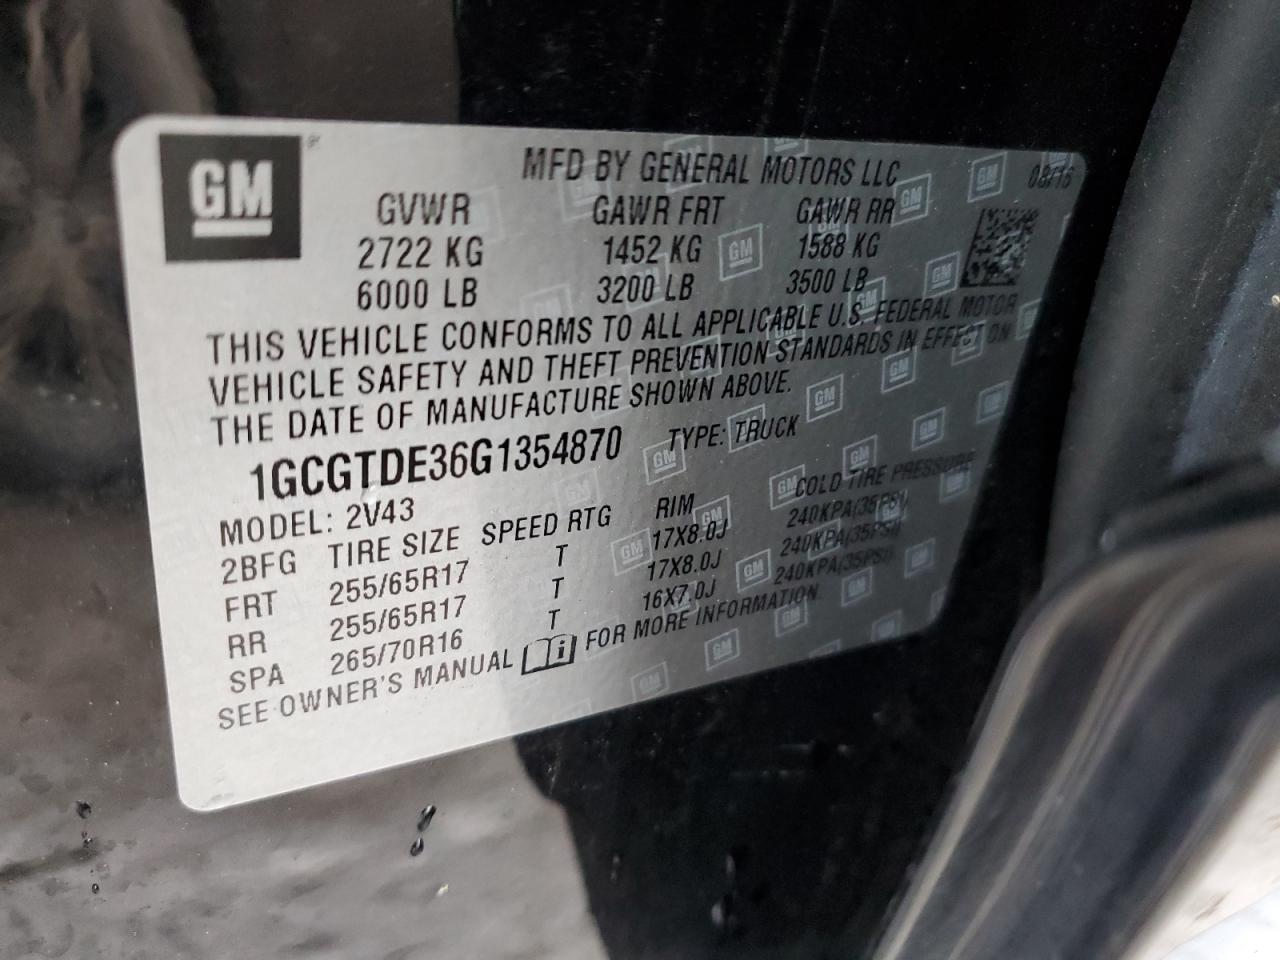 GM
MFD BY GENERAL MOTORS LLC 08/16
GVWR GAWR FRT GAWR RR
2722 KG 1452 KG 1588 KG
6000 LB 3200 LB 3500 LB
THIS VEHICLE CONFORMS TO ALL APPLICABLE U.S. FEDERAL MOTOR
VEHICLE SAFETY AND THEFT PREVENTION STANDARDS IN EFFECT ON
THE DATE OF MANUFACTURE SHOWN ABOVE.
1GCGTDE36G1354870 TYPE: TRUCK
MODEL: 2V43
2BFG TIRE SIZE SPEED RTG RIM COLD TIRE PRESSURE
FRT 255/65R17 T 17X8.0J 240KPA(35PSI)
RR 255/65R17 T 17X8.0J 240KPA(35PSI)
SPA 265/70R16 T 16X7.0J 240KPA(35PSI)
SEE OWNER'S MANUAL FOR MORE INFORMATION.